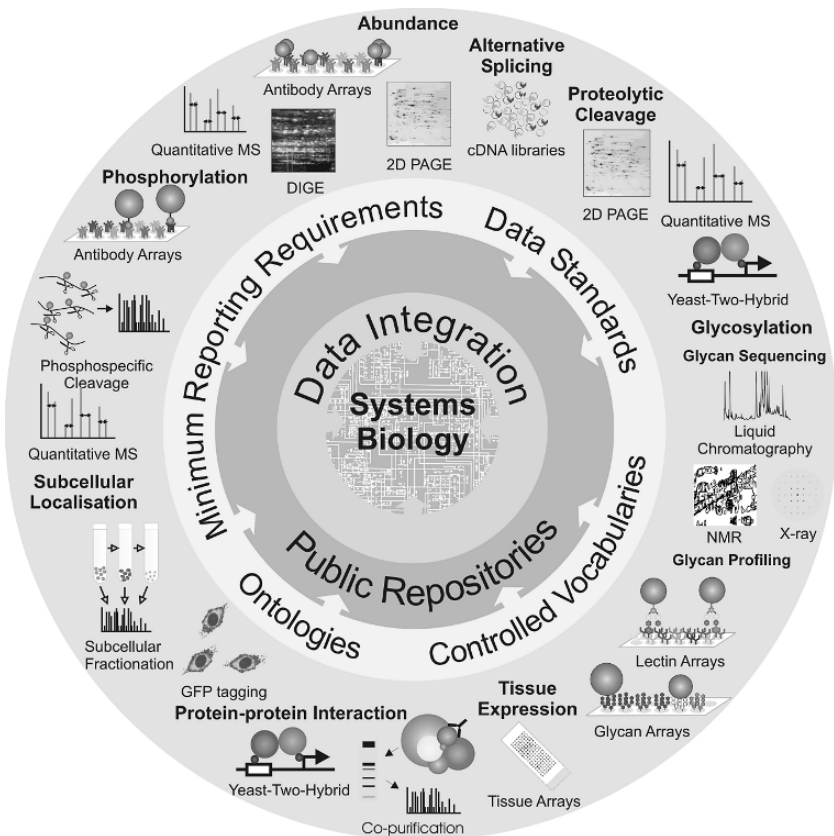 Abundance
Antibody Arrays
Quantitative MS
DIGE
2D PAGE
Alternative
Splicing
cDNA libraries
Proteolytic
Cleavage
2D PAGE
Quantitative MS
Yeast-Two-Hybrid
Glycosylation
Glycan Sequencing
Liquid
Chromatography
NMR
X-ray
Glycan Profiling
Lectin Arrays
Glycan Arrays
Tissue
Expression
Tissue Arrays
Protein-protein Interaction
Yeast-Two-Hybrid
Co-purification
Subcellular
Localisation
Subcellular
Fractionation
GFP tagging
Phosphorylation
Antibody Arrays
Phosphospecific
Cleavage
Quantitative MS
Minimum Reporting Requirements
Data Standards
Controlled Vocabularies
Ontologies
Public Repositories
Data Integration
Systems
Biology